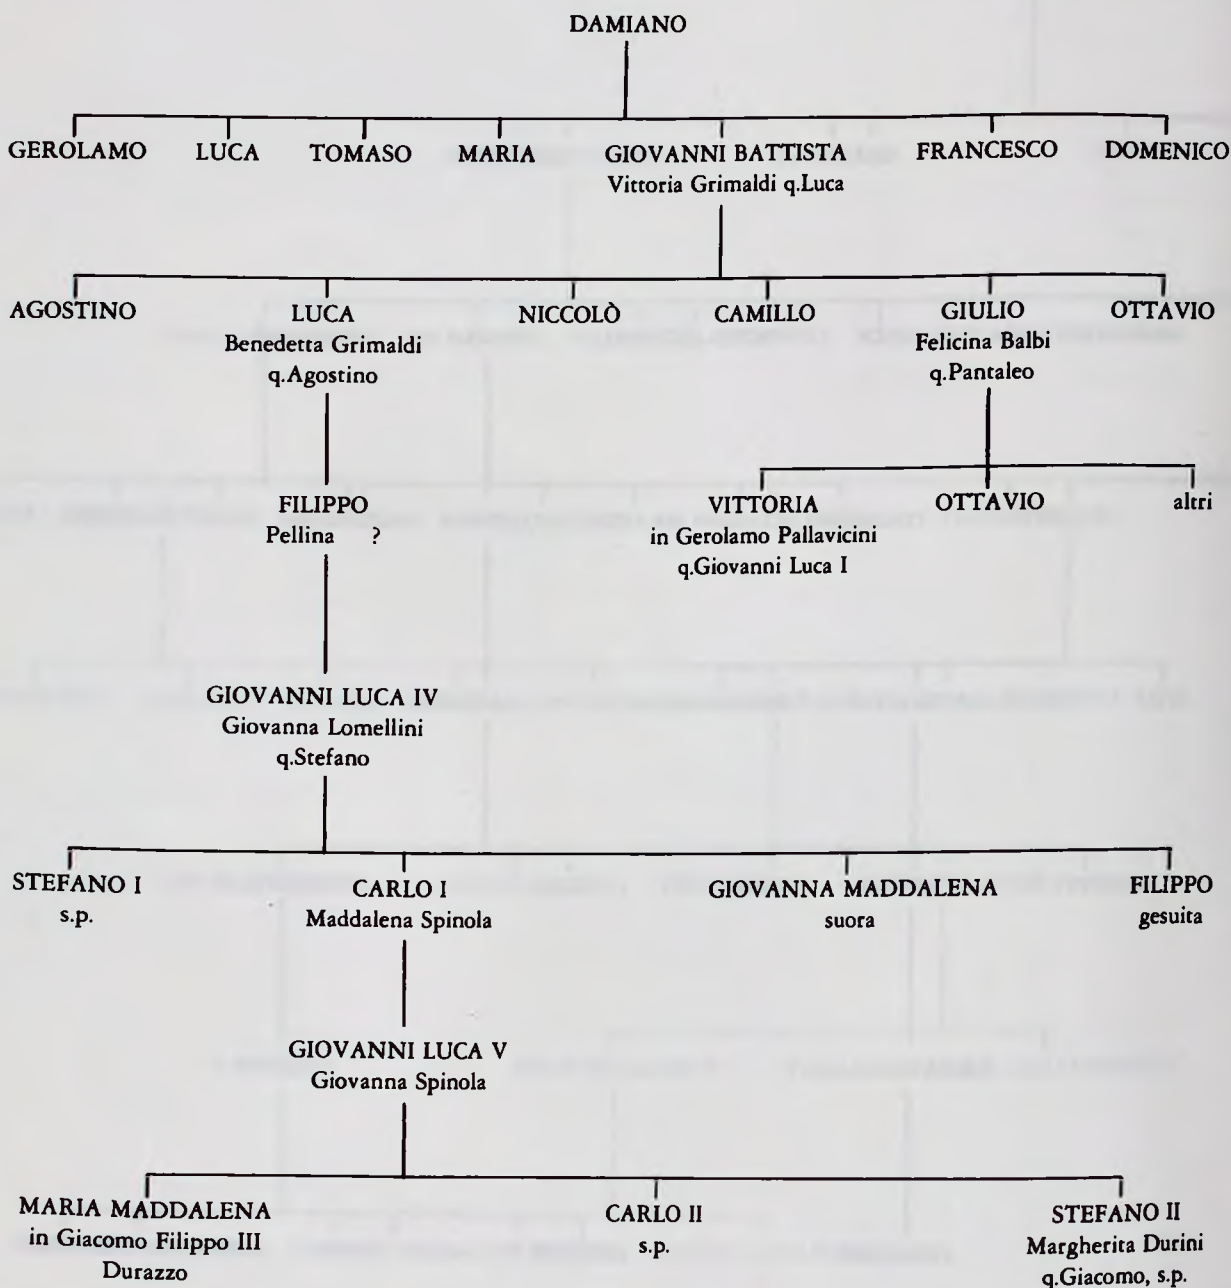 DAMIANO
GEROLAMO LUCA TOMASO MARIA GIOVANNI BATTISTA FRANCESCO DOMENICO
Vittoria Grimaldi q.Luca
AGOSTINO LUCA NICCOLÒ CAMILLO GIULIO OTTAVIO
Benedetta Grimaldi Felicina Balbi
q.Agostino q.Pantaleo
FILIPPO VITTORIA OTTAVIO altri
Pellina ? in Gerolamo Pallavicini
q.Giovanni Luca I
GIOVANNI LUCA IV
Giovanna Lomellini
q.Stefano
STEFANO I CARLO I GIOVANNA MADDALENA FILIPPO
s.p. Maddalena Spinola suora gesuita
GIOVANNI LUCA V
Giovanna Spinola
MARIA MADDALENA CARLO II STEFANO II
in Giacomo Filippo III s.p. Margherita Durini
Durazzo q.Giacomo, s.p.